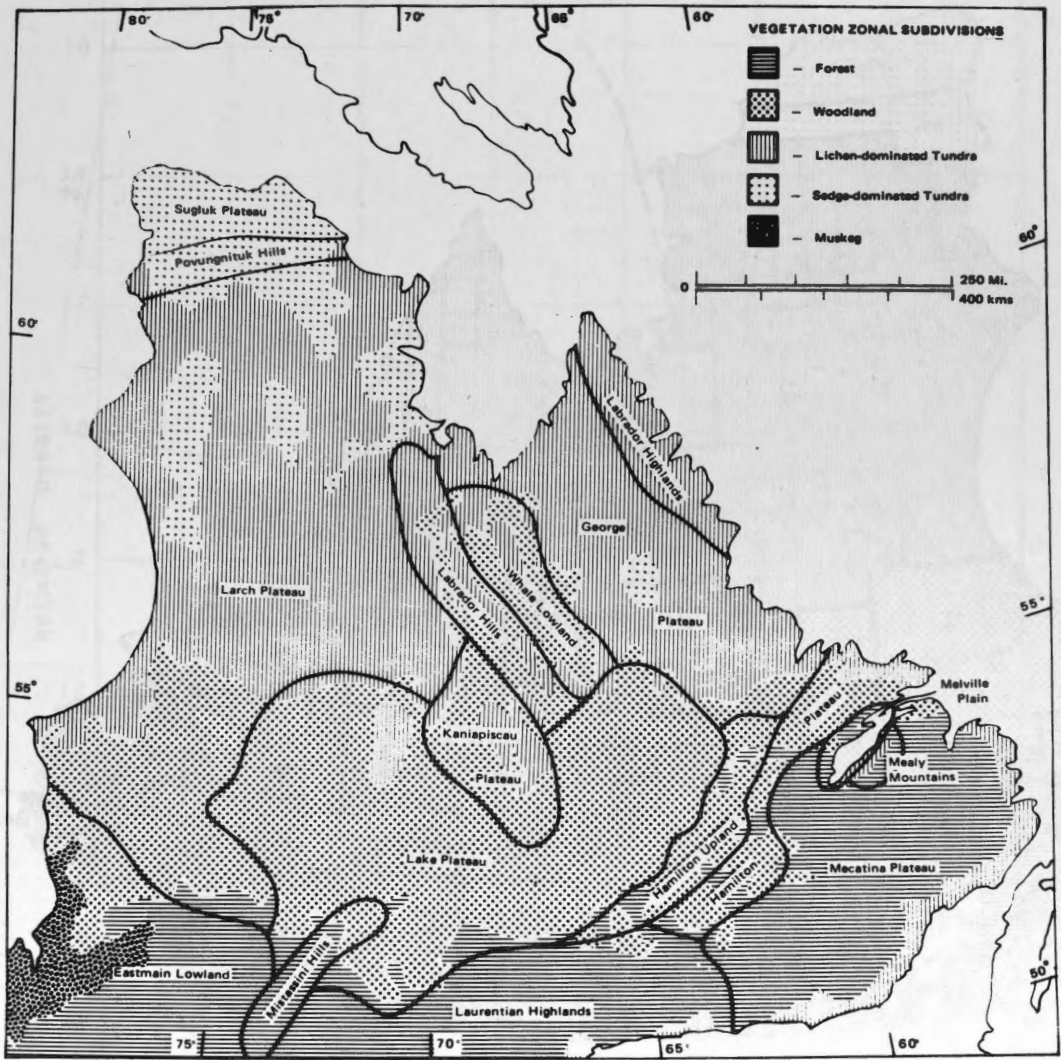 80°
75°
70°
65°
60°
VEGETATION ZONAL SUBDIVISIONS
– Forest
– Woodland
– Lichen-dominated Tundra
– Sedge-dominated Tundra
– Muskeg
0
250 Mi.
400 kms
60°
60°
Sugluk Plateau
Povungnituk Hills
Labrador Highlands
George
Plateau
Larch Plateau
Labrador Hills
Whale Lowland
55°
55°
Melville
Plain
Plateau
Kaniapiscau
Plateau
Mealy
Mountains
Lake Plateau
Hamilton Upland
Hamilton
Mecatina Plateau
Eastmain Lowland
Mistassini Hills
Laurentian Highlands
50°
75°
70°
65°
60°